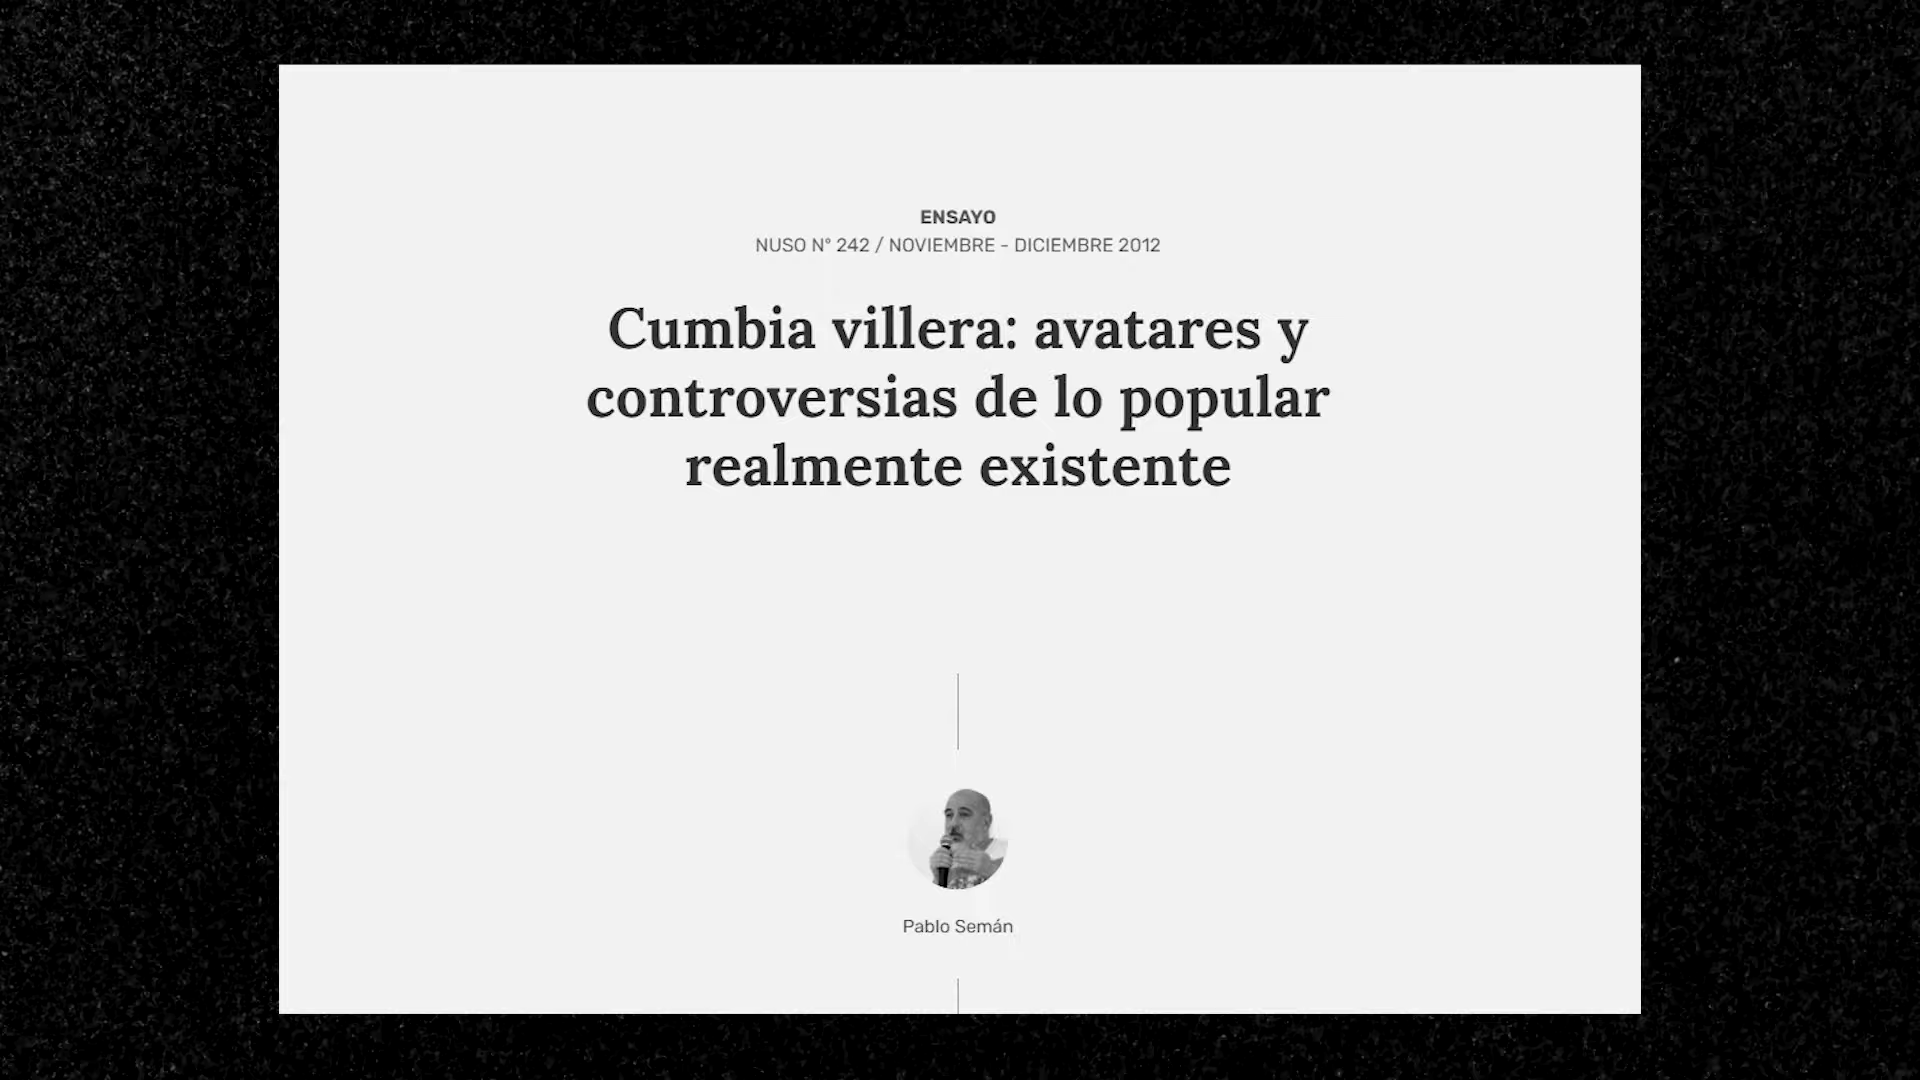 ENSAYO
NUSO Nº 242 / NOVIEMBRE - DICIEMBRE 2012
Cumbia villera: avatares y
controversias de lo popular
realmente existente
Pablo Semán